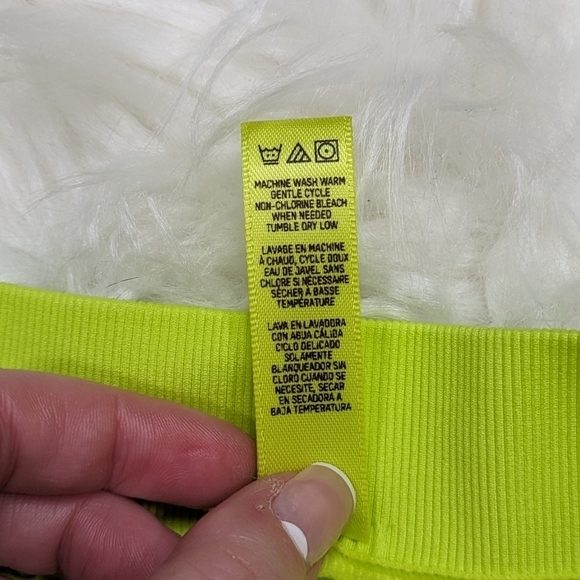 MACHINE WASH WARM
GENTLE CYCLE
NON-CHLORINE BLEACH
WHEN NEEDED
TUMBLE DRY LOW
LAVAGE EN MACHINE
À CHAUD, CYCLE DOUX
EAU DE JAVEL SANS
CHLORE SI NÉCESSAIRE
SÉCHER À BASSE
TEMPÉRATURE
LAVA EN LAVADORA
CON AGUA CÁLIDA
CICLO DELICADO
SOLAMENTE
BLANQUEADOR SIN
CLORO CUANDO SE
NECESITE, SECAR
EN SECADORA A
BAJA TEMPERATURA